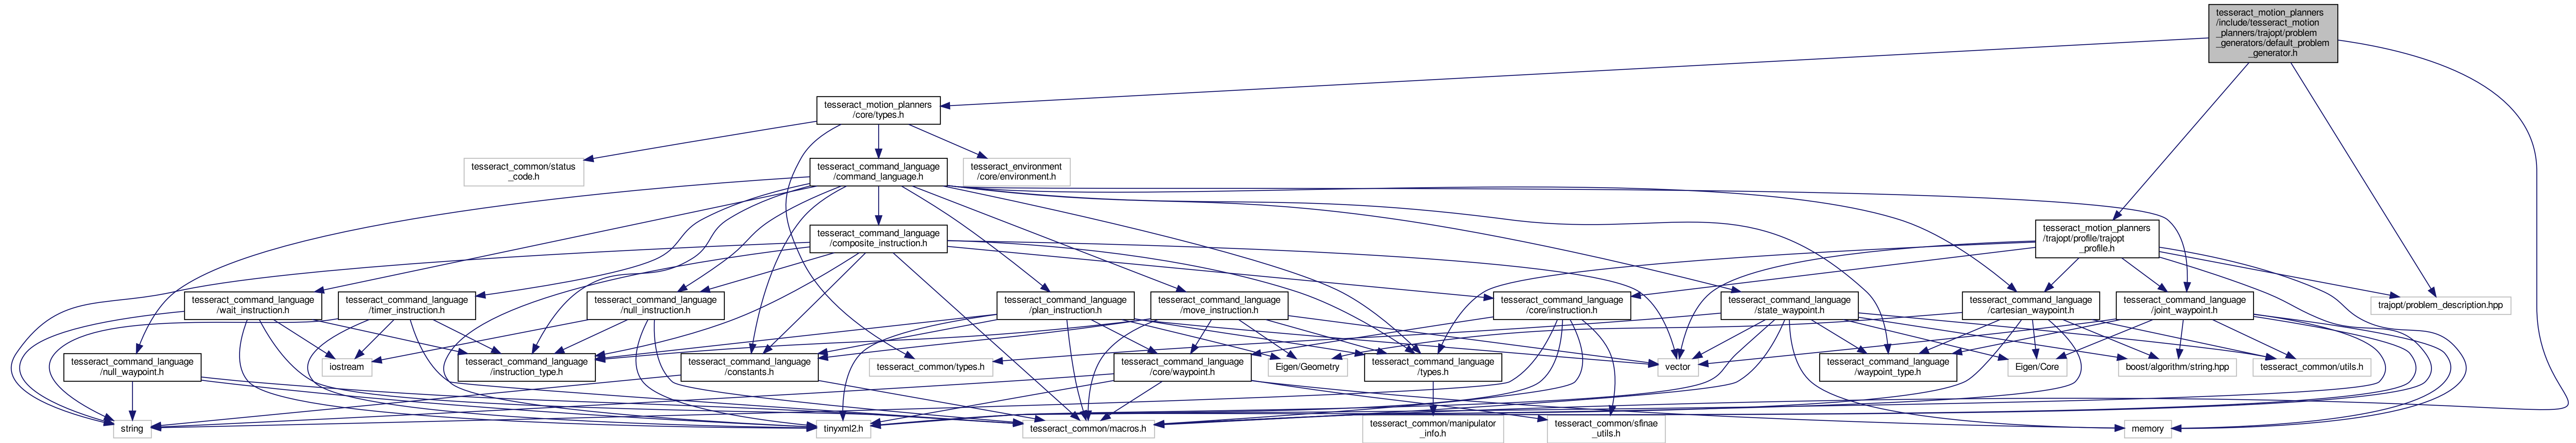 tesseract_motion_planners
/include/tesseract_motion
_planners/trajopt/problem
_generators/default_problem
_generator.h
tesseract_motion_planners
/core/types.h
tesseract_common/status
_code.h
tesseract_command_language
/command_language.h
tesseract_environment
/core/environment.h
tesseract_command_language
/composite_instruction.h
tesseract_motion_planners
/trajopt/profile/trajopt
_profile.h
tesseract_command_language
/wait_instruction.h
tesseract_command_language
/timer_instruction.h
tesseract_command_language
/null_instruction.h
tesseract_command_language
/plan_instruction.h
tesseract_command_language
/move_instruction.h
tesseract_command_language
/core/instruction.h
tesseract_command_language
/state_waypoint.h
tesseract_command_language
/cartesian_waypoint.h
tesseract_command_language
/joint_waypoint.h
trajopt/problem_description.hpp
tesseract_command_language
/null_waypoint.h
iostream
tesseract_command_language
/instruction_type.h
tesseract_command_language
/constants.h
tesseract_common/types.h
tesseract_command_language
/core/waypoint.h
Eigen/Geometry
tesseract_command_language
/types.h
vector
tesseract_command_language
/waypoint_type.h
Eigen/Core
boost/algorithm/string.hpp
tesseract_common/utils.h
string
tinyxml2.h
tesseract_common/macros.h
tesseract_common/manipulator
_info.h
tesseract_common/sfinae
_utils.h
memory